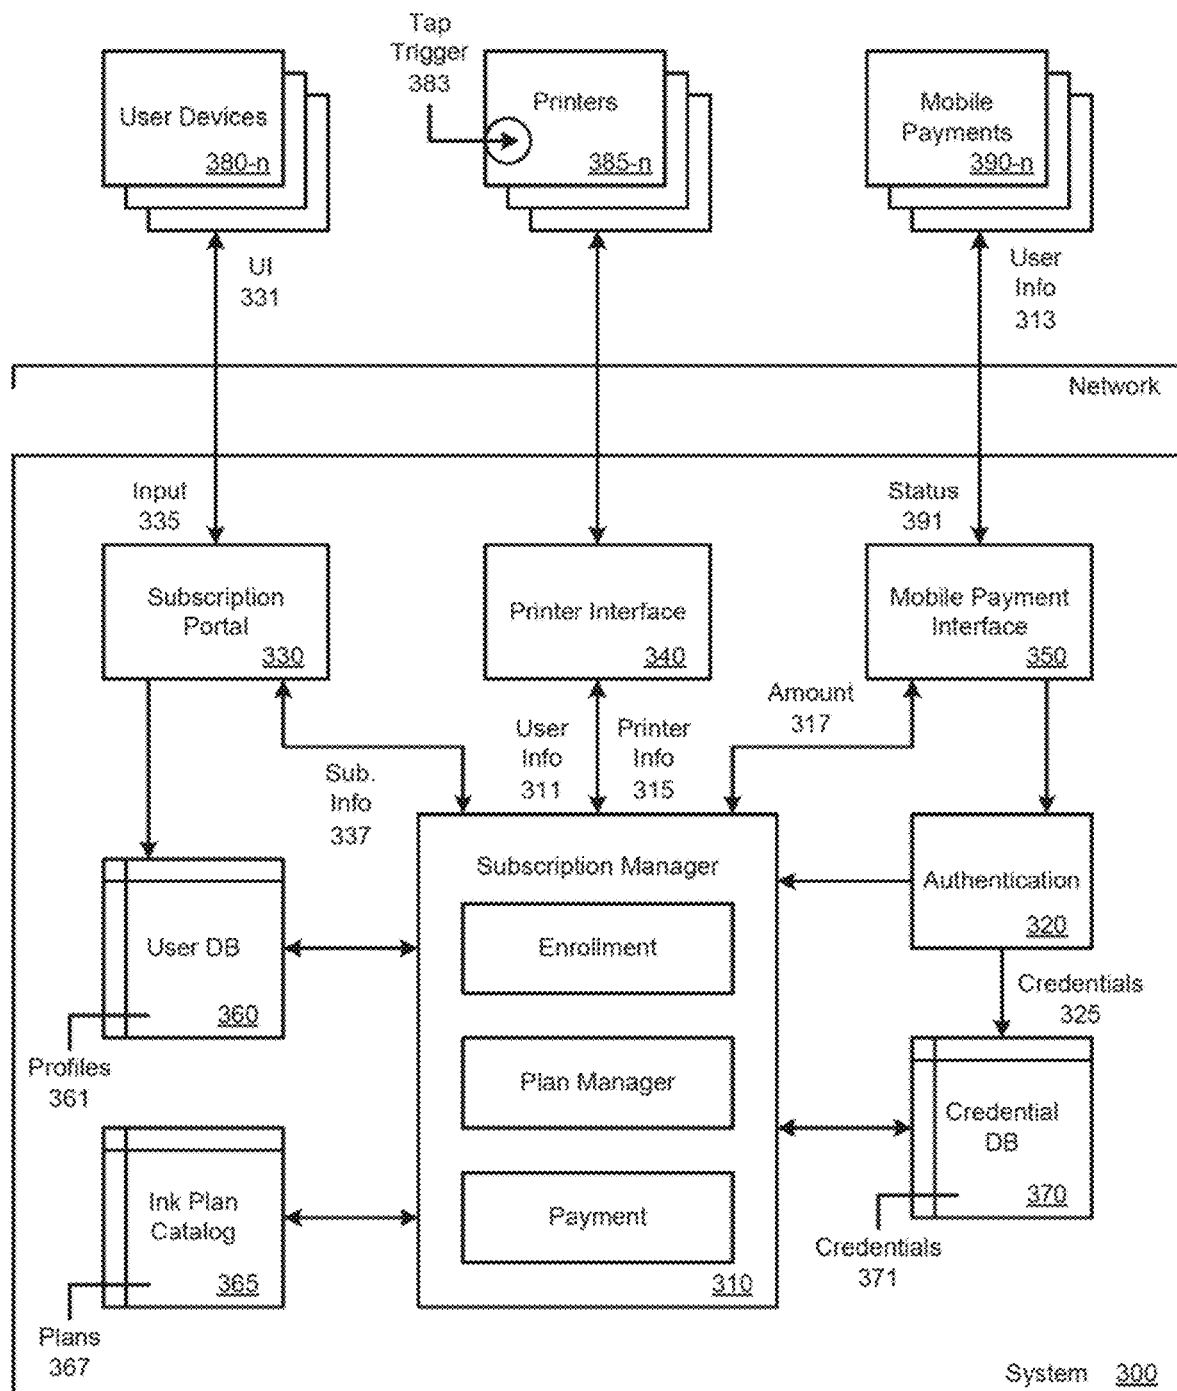 Tap
Trigger
383
User Devices
380-n
Printers
385-n
Mobile
Payments
390-n
UI
331
User
Info
313
Network
Input
335
Status
391
Subscription
Portal
330
Printer Interface
340
Mobile Payment
Interface
350
Sub.
Info
337
User
Info
311
Printer
Info
315
Amount
317
Subscription Manager
Enrollment
Plan Manager
Payment
310
Authentication
320
Credentials
325
User DB
360
Profiles
361
Ink Plan
Catalog
365
Plans
367
Credential
DB
370
Credentials
371
System 300